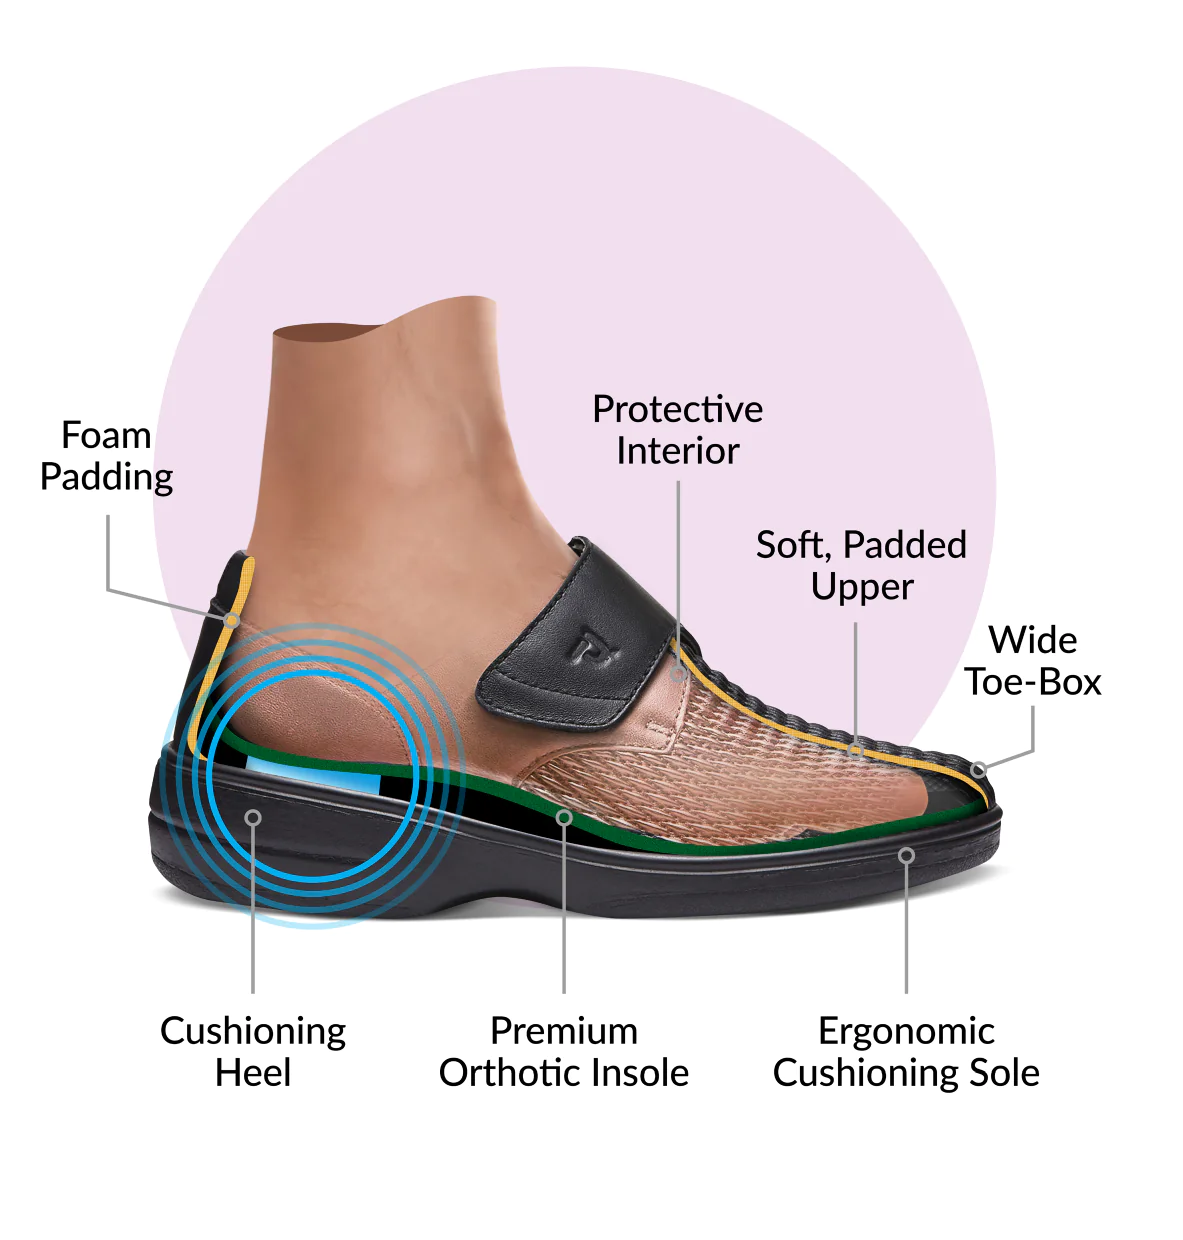 Protective
Interior
Foam
Padding
Soft, Padded
Upper
Wide
Toe-Box
Cushioning
Heel
Premium
Orthotic Insole
Ergonomic
Cushioning Sole